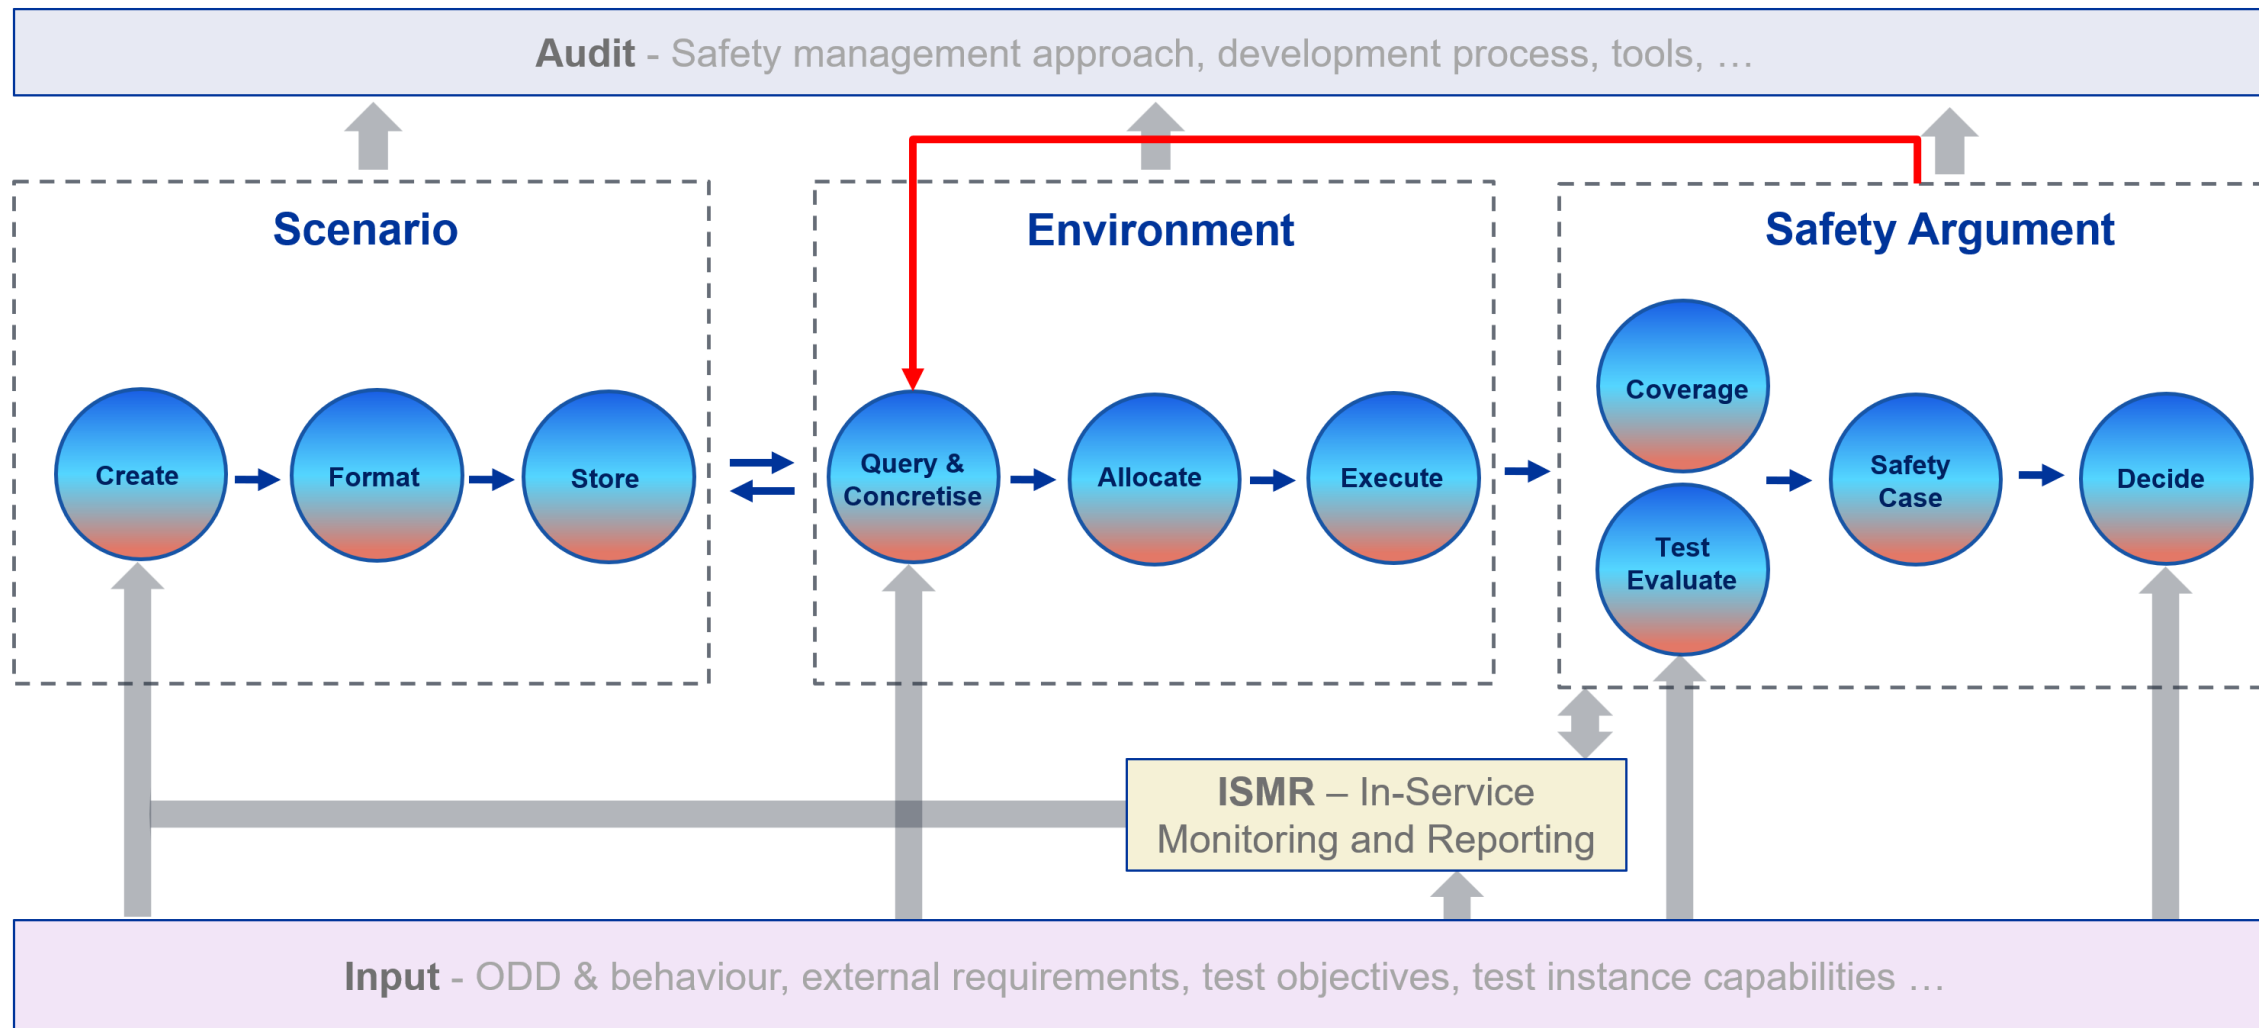 Audit - Safety management approach, development process, tools, …
Scenario
Environment
Safety Argument
Create
Format
Store
Query &
Concretise
Allocate
Execute
Coverage
Test
Evaluate
Safety
Case
Decide
ISMR – In-Service
Monitoring and Reporting
Input - ODD & behaviour, external requirements, test objectives, test instance capabilities …